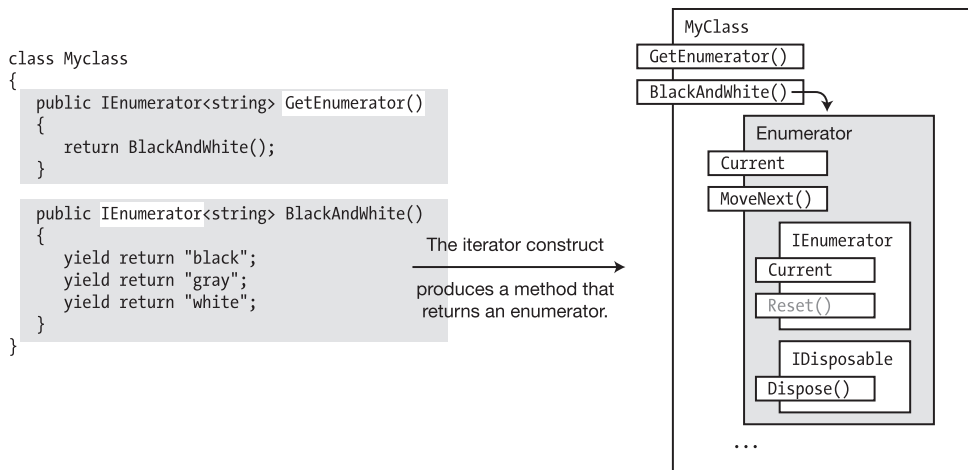 class Myclass
{
public IEnumerator<string> GetEnumerator()
{
return BlackAndWhite();
}
public IEnumerator<string> BlackAndWhite()
{
yield return "black";
yield return "gray";
yield return "white";
}
}
The iterator construct
produces a method that
returns an enumerator.
MyClass
GetEnumerator()
BlackAndWhite()
Enumerator
Current
MoveNext()
IEnumerator
Current
Reset()
IDisposable
Dispose()
...